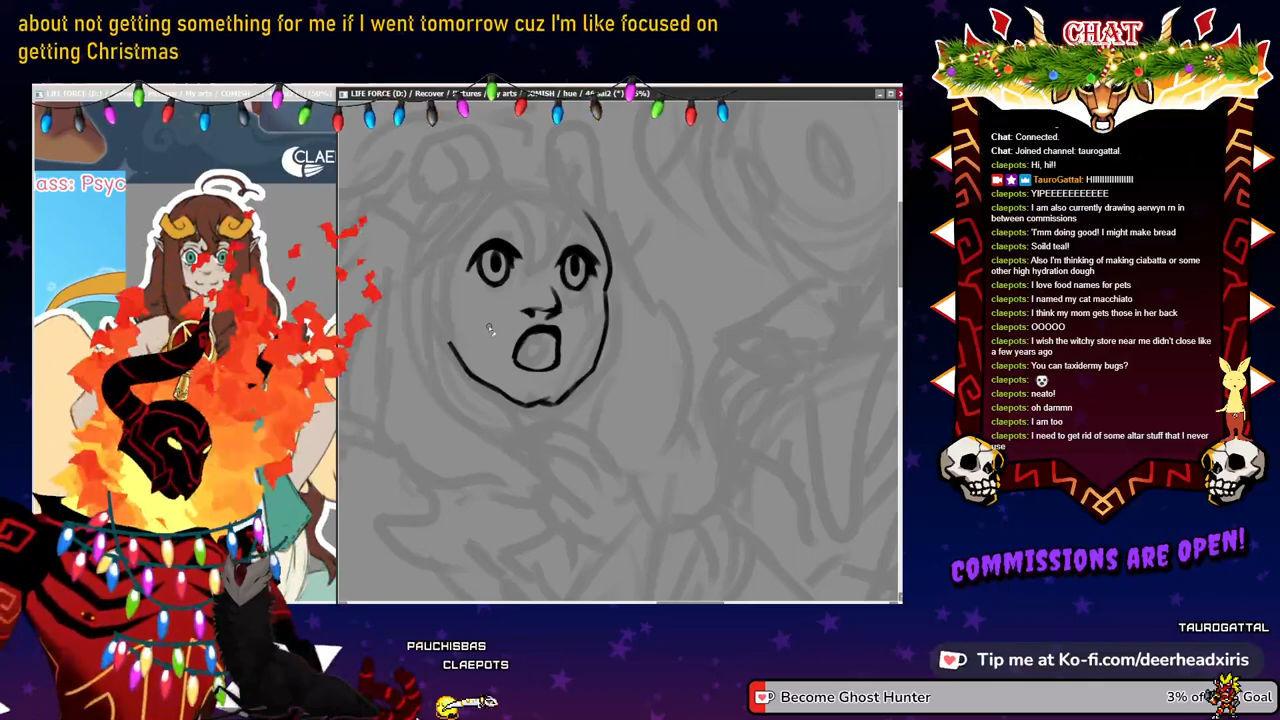 about not getting something for me if I went tomorrow cuz I'm like focused on
getting Christmas
CHAT
LIFE FORCE (D:) / Recover / Pictures / My arts / COMISH / hue /
CLAE
ass: Psyc
Chat: Connected.
Chat: Joined channel: taurogattal.
claepots: Hi, hi!!
TauroGattal: HIIIIIIIIIIIIIIIII
claepots: YIPEEEEEEEEEEE
claepots: I am also currently drawing aerwyn rn in
between commissions
claepots: 'Tmm doing good! I might make bread
claepots: Soild teal!
claepots: Also I'm thinking of making ciabatta or some
other high hydration dough
claepots: I love food names for pets
claepots: I named my cat macchiato
claepots: I think my mom gets those in her back
claepots: OOOOO
claepots: I wish the witchy store near me didn't close like
a few years ago
claepots: You can taxidermy bugs?
claepots: 💀
claepots: neato!
claepots: oh dammn
claepots: I am too
claepots: I need to get rid of some altar stuff that I never
use
COMMISSIONS ARE OPEN!
TAUROGATTAL
PAUCHISBAS
CLAEPOTS
Tip me at Ko-fi.com/deerheadxiris
Become Ghost Hunter
3% of
Goal